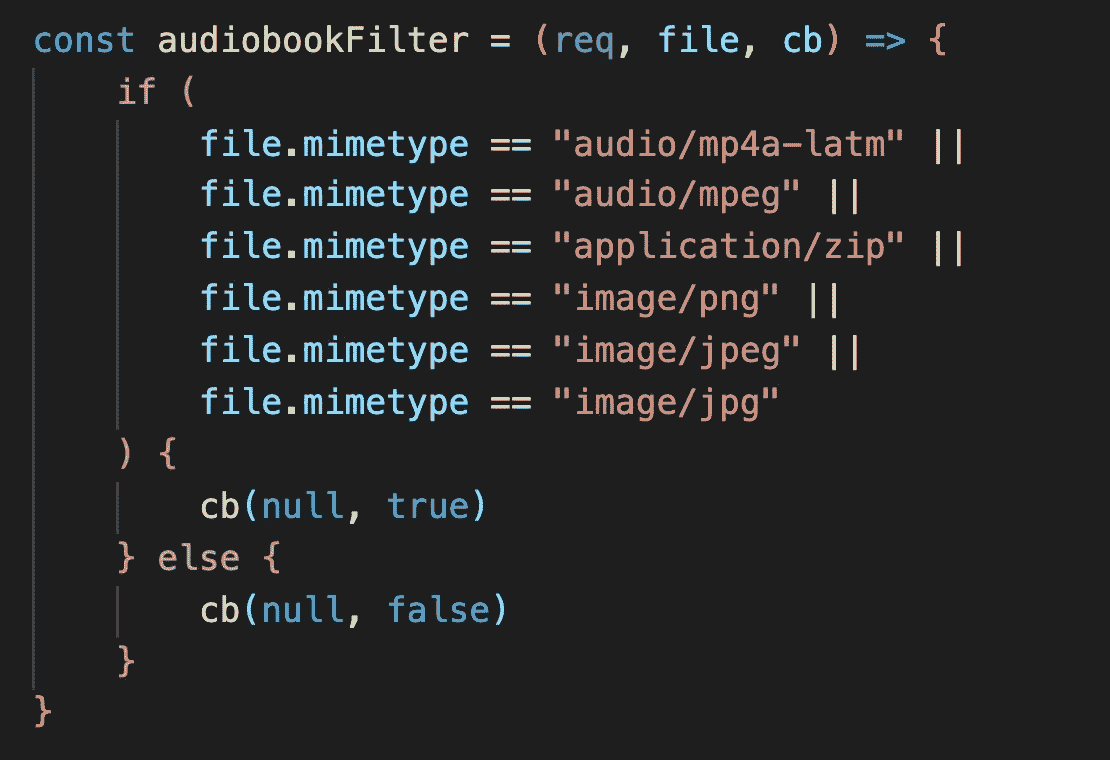 const audiobookFilter = (req, file, cb) => {
    if (
        file.mimetype == "audio/mp4a-latm" ||
        file.mimetype == "audio/mpeg" ||
        file.mimetype == "application/zip" ||
        file.mimetype == "image/png" ||
        file.mimetype == "image/jpeg" ||
        file.mimetype == "image/jpg"
    ) {
        cb(null, true)
    } else {
        cb(null, false)
    }
}